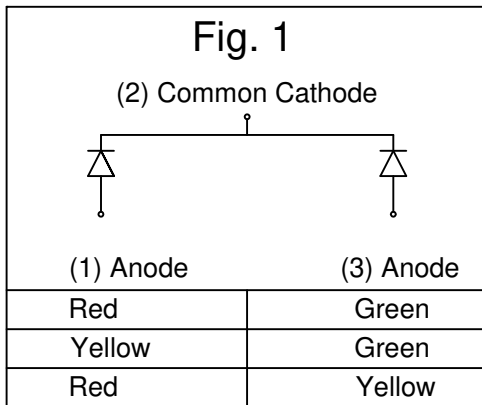 Fig. 1
(2) Common Cathode
(1) Anode (3) Anode
Red Green
Yellow Green
Red Yellow